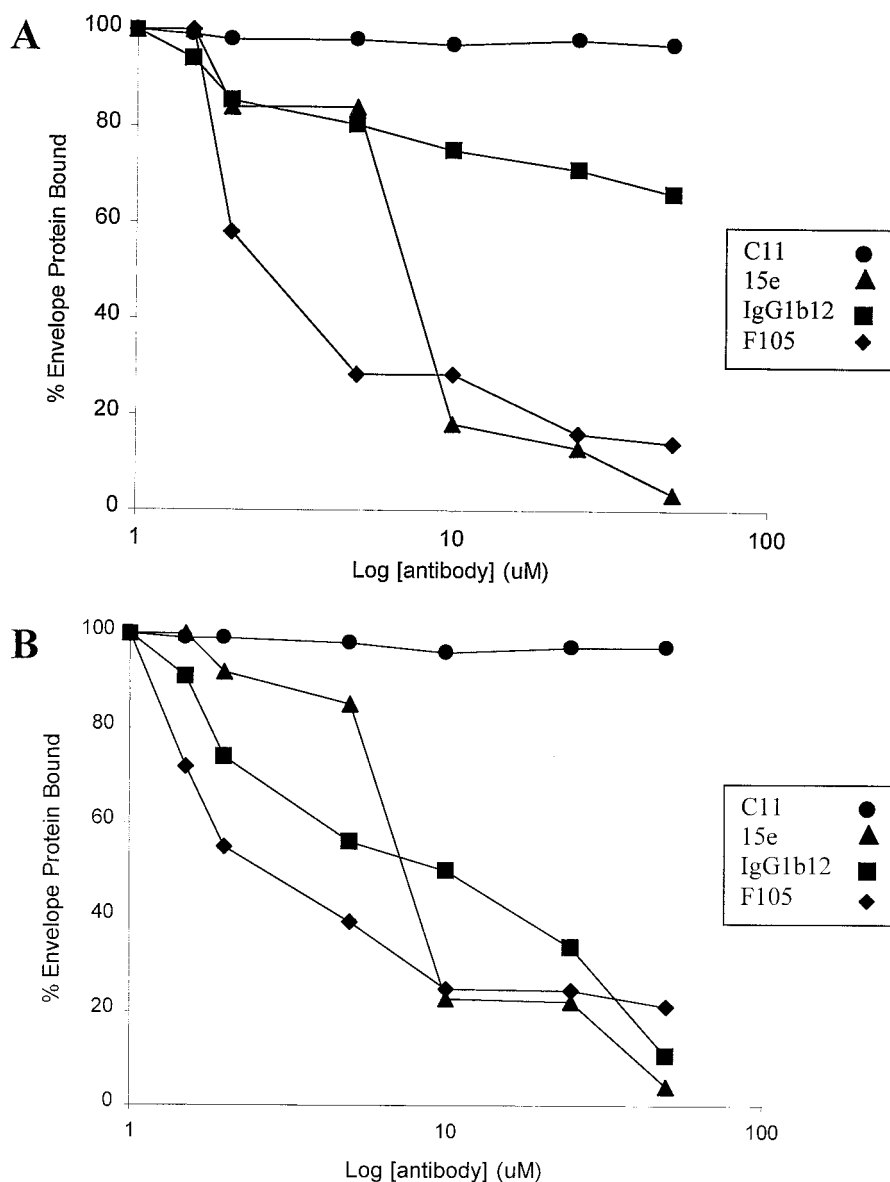 A
% Envelope Protein Bound
100
80
60
40
20
0
1
10
100
Log [antibody] (uM)
C11
15e
IgG1b12
F105
B
% Envelope Protein Bound
100
80
60
40
20
0
1
10
100
Log [antibody] (uM)
C11
15e
IgG1b12
F105